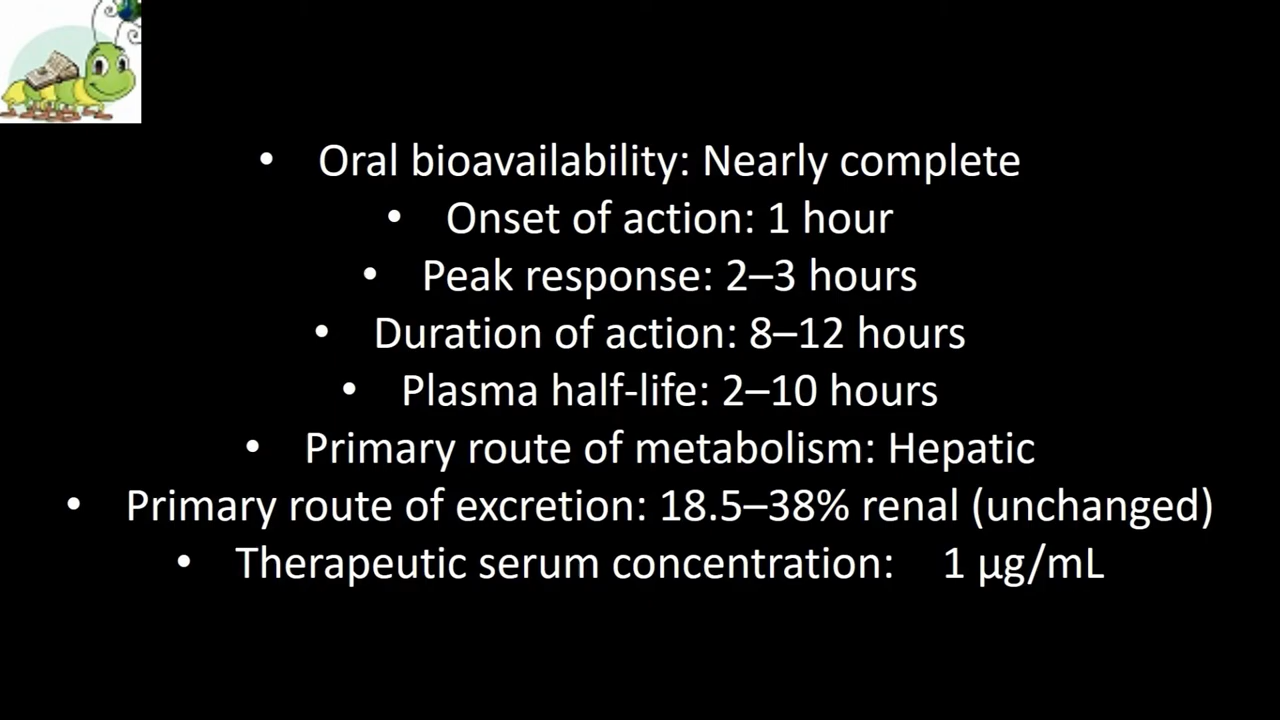 • Oral bioavailability: Nearly complete
• Onset of action: 1 hour
• Peak response: 2–3 hours
• Duration of action: 8–12 hours
• Plasma half-life: 2–10 hours
• Primary route of metabolism: Hepatic
• Primary route of excretion: 18.5–38% renal (unchanged)
• Therapeutic serum concentration: 1 μg/mL